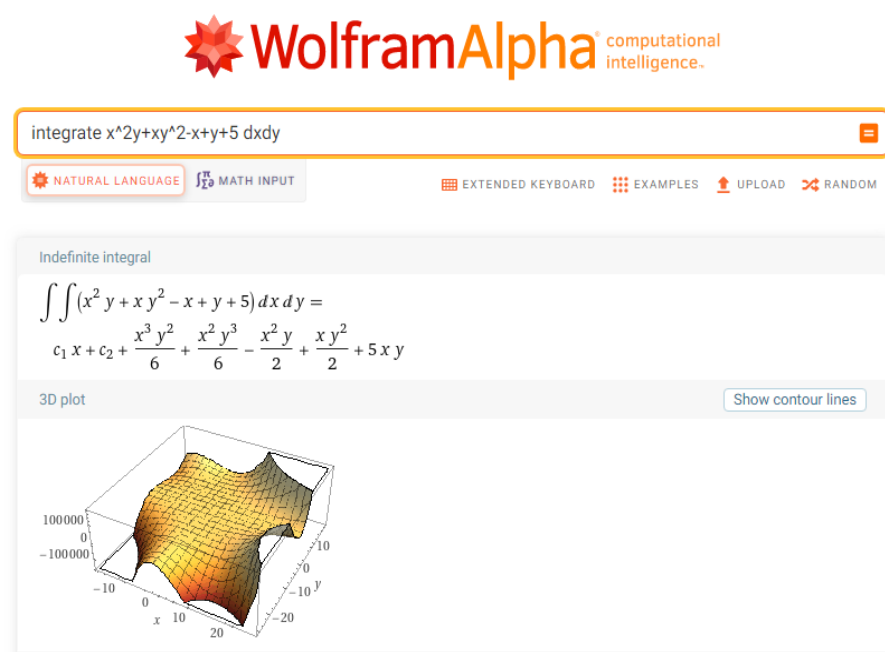 WolframAlpha computational intelligence.
integrate x^2y+xy^2-x+y+5 dxdy
NATURAL LANGUAGE MATH INPUT EXTENDED KEYBOARD EXAMPLES UPLOAD RANDOM
Indefinite integral
∫∫(x² y + x y² − x + y + 5) dx dy =
c₁ x + c₂ + x³ y²/6 + x² y³/6 − x² y/2 + x y²/2 + 5 x y
3D plot Show contour lines
100000
0
−100000
−10
0
x 10
20
10
0
−10 y
−20